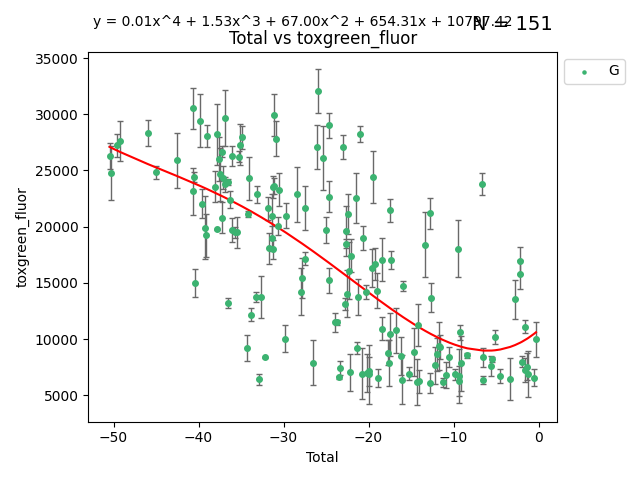 y = 0.01x^4 + 1.53x^3 + 67.00x^2 + 654.31x +
N = 151
Total vs toxgreen_fluor
G
35000
30000
25000
20000
15000
10000
5000
toxgreen_fluor
−50
−40
−30
−20
−10
0
Total